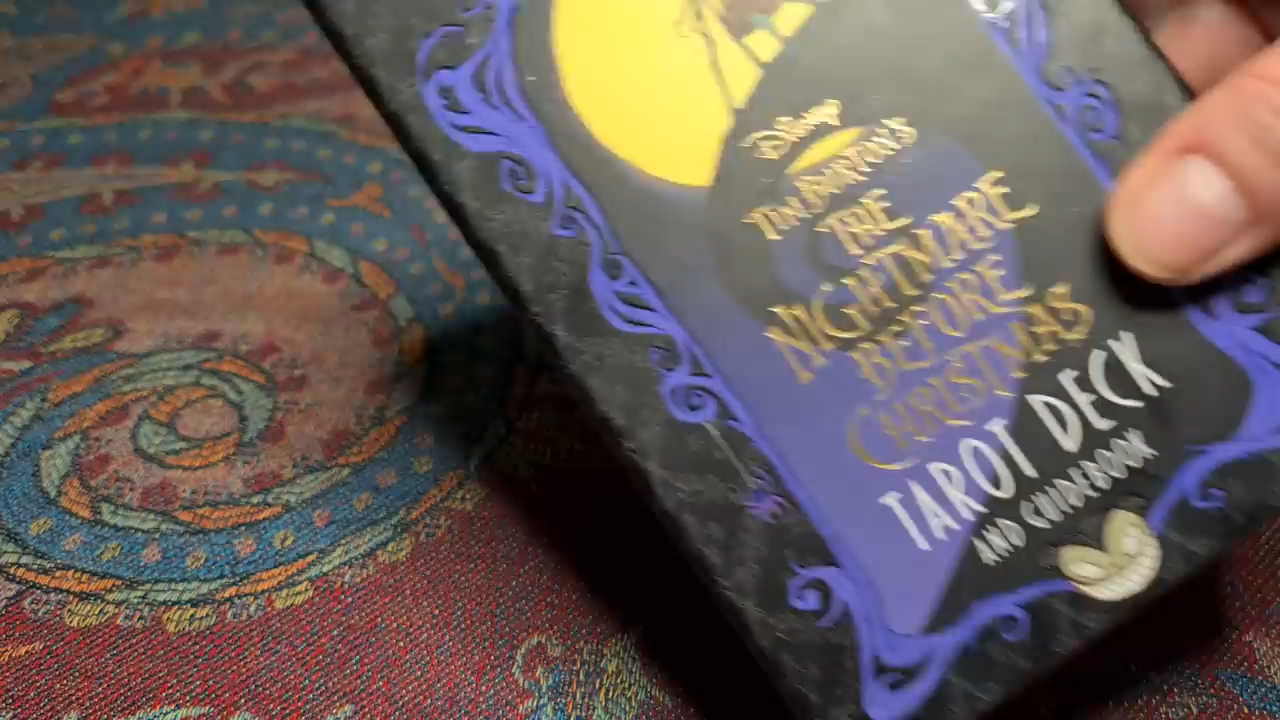 Disney
TIM BURTON'S
THE
NIGHTMARE
BEFORE
CHRISTMAS
TAROT DECK
AND GUIDEBOOK